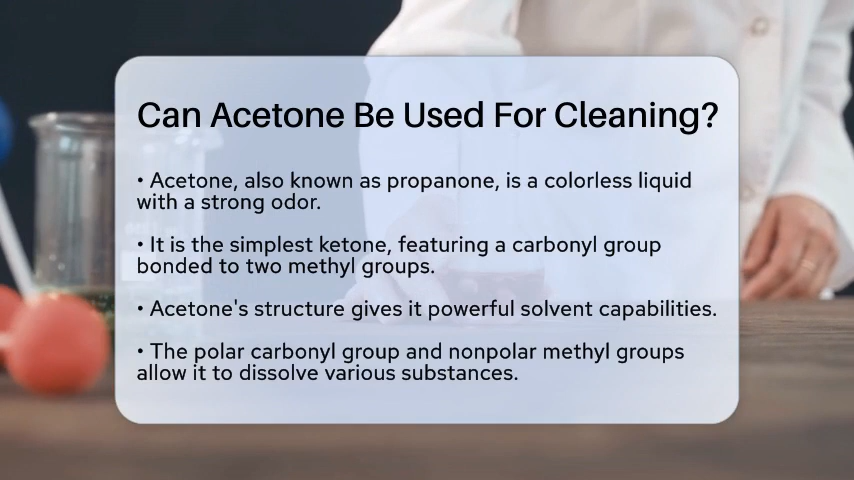 Can Acetone Be Used For Cleaning?
• Acetone, also known as propanone, is a colorless liquid
with a strong odor.
• It is the simplest ketone, featuring a carbonyl group
bonded to two methyl groups.
• Acetone's structure gives it powerful solvent capabilities.
• The polar carbonyl group and nonpolar methyl groups
allow it to dissolve various substances.